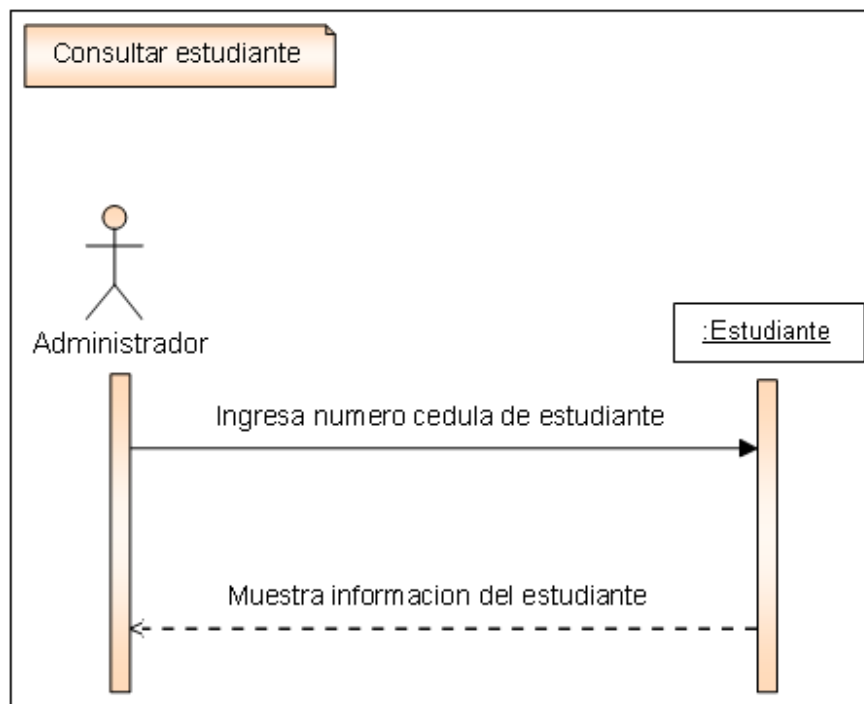 Consultar estudiante
Administrador
:Estudiante
Ingresa numero cedula de estudiante
Muestra informacion del estudiante